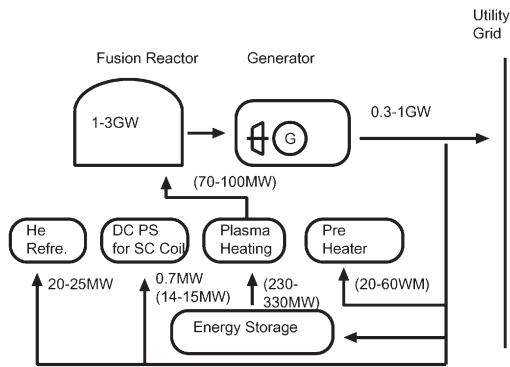 Utility
Grid
Fusion Reactor
Generator
1-3GW
G
0.3-1GW
(70-100MW)
He
Refre.
DC PS
for SC Coil
Plasma
Heating
Pre
Heater
20-25MW
0.7MW
(14-15MW)
(230-
330MW)
(20-60WM)
Energy Storage